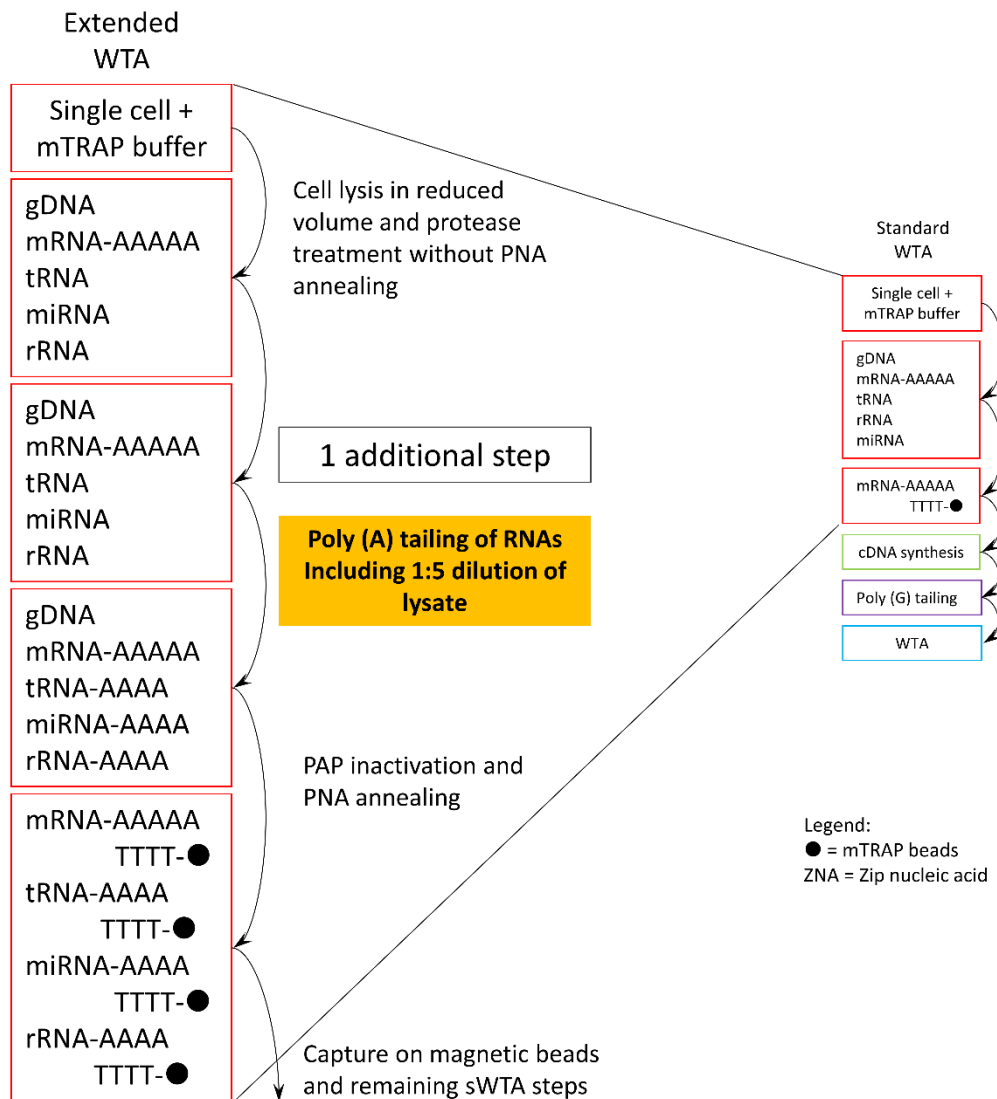 Extended
WTA
Single cell +
mTRAP buffer
gDNA
mRNA-AAAAA
tRNA
miRNA
rRNA
gDNA
mRNA-AAAAA
tRNA
miRNA
rRNA
gDNA
mRNA-AAAAA
tRNA-AAAA
miRNA-AAAA
rRNA-AAAA
mRNA-AAAAA
TTTT-●
tRNA-AAAA
TTTT-●
miRNA-AAAA
TTTT-●
rRNA-AAAA
TTTT-●
Cell lysis in reduced
volume and protease
treatment without PNA
annealing
1 additional step
Poly (A) tailing of RNAs
Including 1:5 dilution of
lysate
PAP inactivation and
PNA annealing
Capture on magnetic beads
and remaining sWTA steps
Standard
WTA
Single cell +
mTRAP buffer
gDNA
mRNA-AAAAA
tRNA
rRNA
miRNA
mRNA-AAAAA
TTTT-●
cDNA synthesis
Poly (G) tailing
WTA
Legend:
● = mTRAP beads
ZNA = Zip nucleic acid